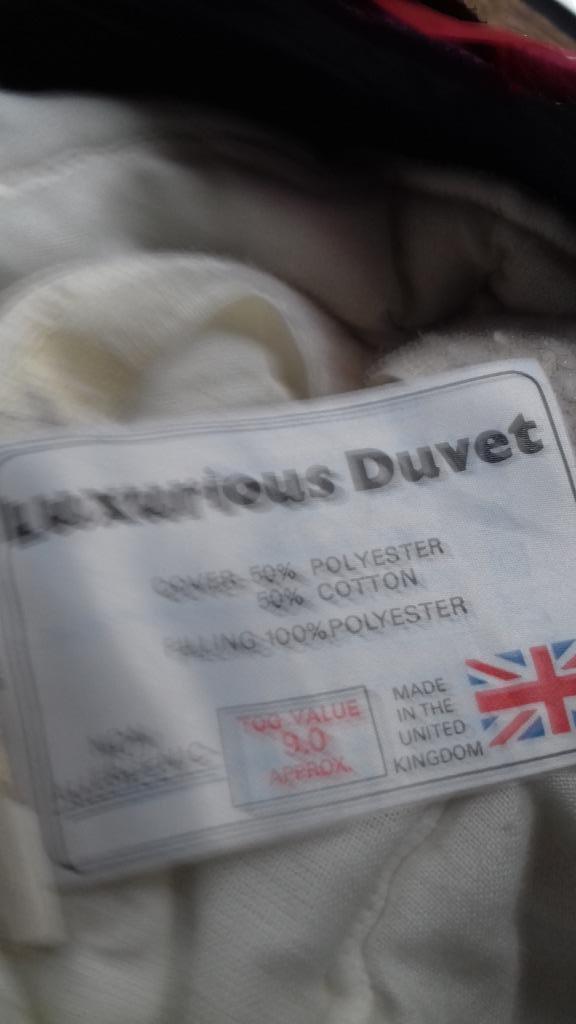 Luxurious Duvet
COVER 50% POLYESTER
50% COTTON
FILLING 100% POLYESTER
NON
TOG VALUE
9.0
APPROX.
MADE
IN THE
UNITED
KINGDOM